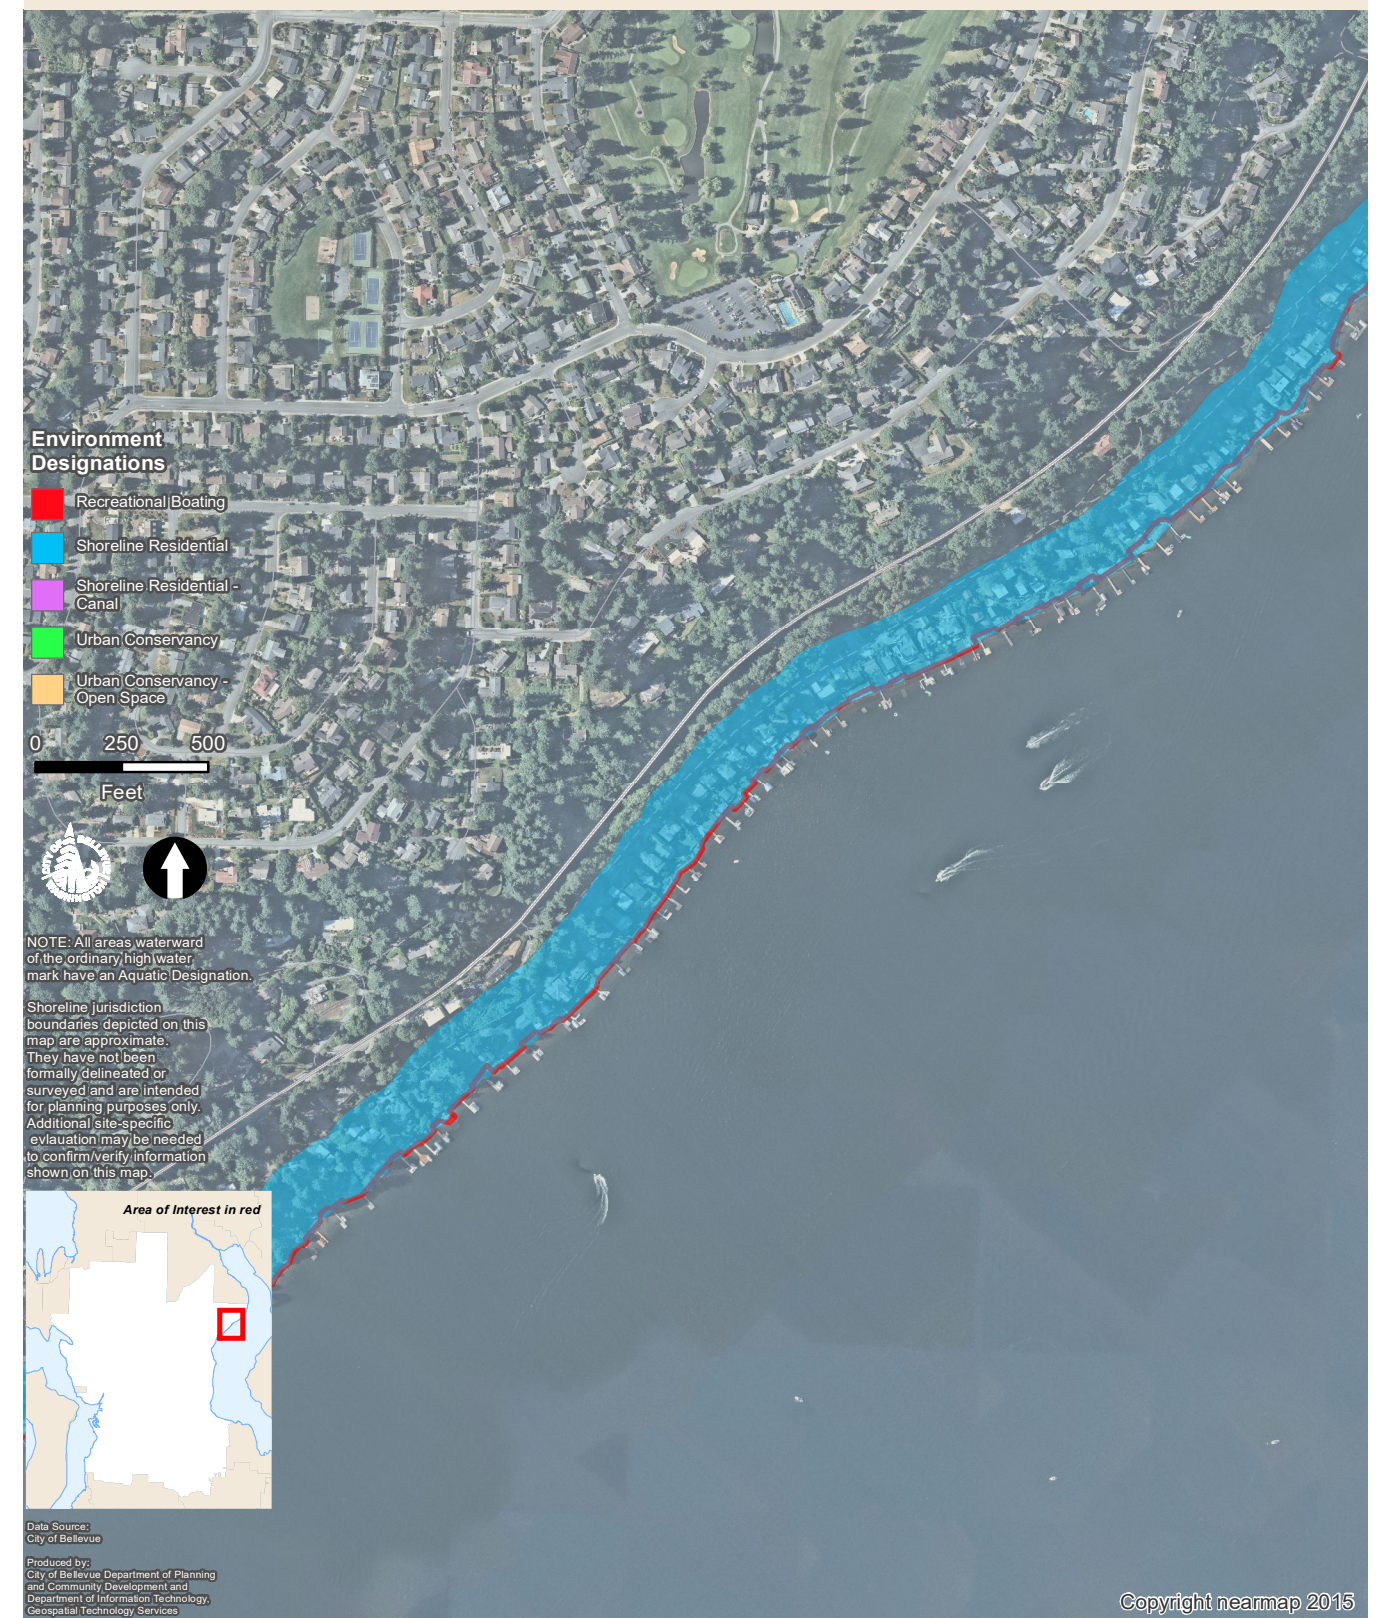 Environment
Designations
Recreational Boating
Shoreline Residential
Shoreline Residential -
Canal
Urban Conservancy
Urban Conservancy -
Open Space
0 250 500
Feet
CITY OF BELLEVUE
WASHINGTON
NOTE: All areas waterward
of the ordinary high water
mark have an Aquatic Designation.
Shoreline jurisdiction
boundaries depicted on this
map are approximate.
They have not been
formally delineated or
surveyed and are intended
for planning purposes only.
Additional site-specific
evlauation may be needed
to confirm/verify information
shown on this map.
Area of Interest in red
Data Source:
City of Bellevue
Produced by:
City of Bellevue Department of Planning
and Community Development and
Department of Information Technology,
Geospatial Technology Services
Copyright nearmap 2015